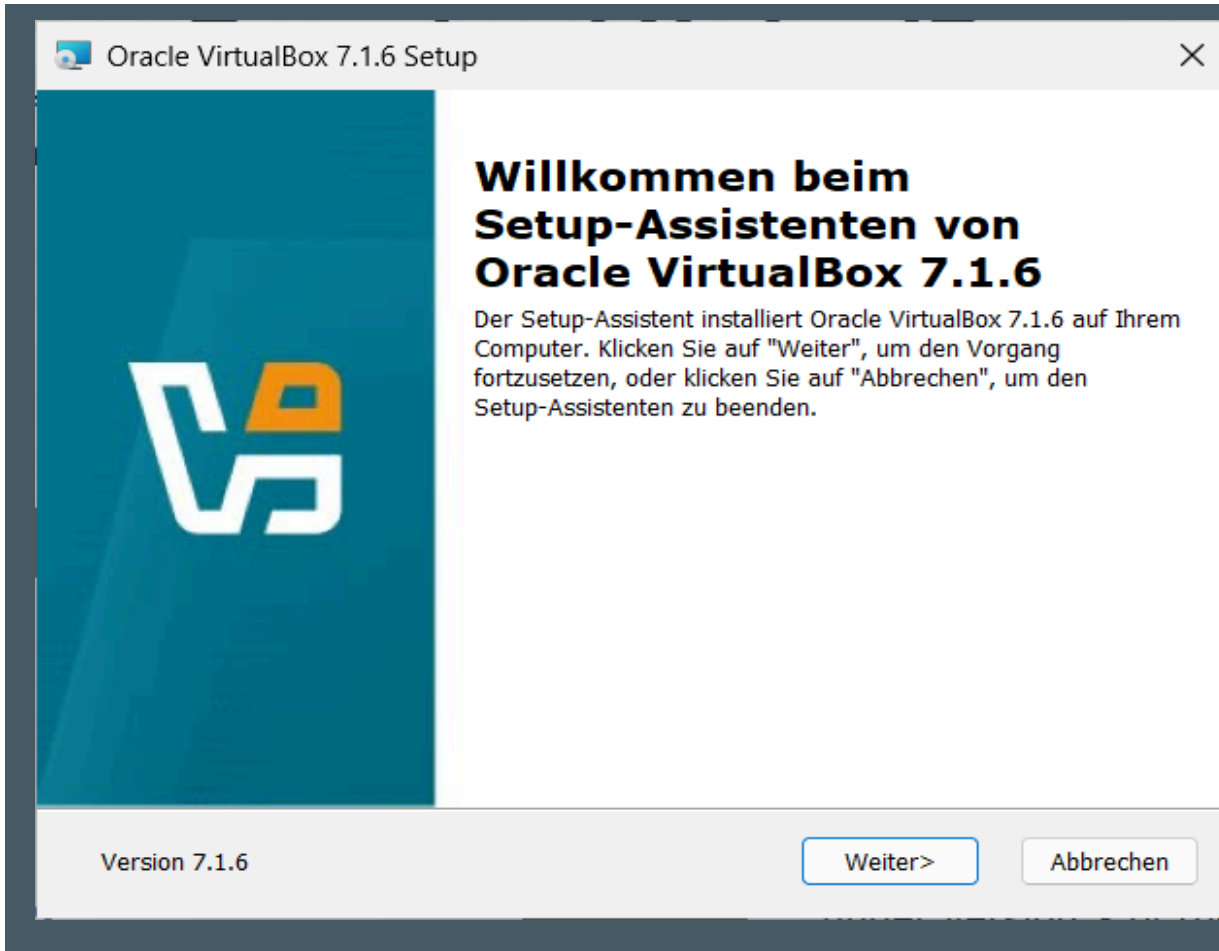 Oracle VirtualBox 7.1.6 Setup
Willkommen beim
Setup-Assistenten von
Oracle VirtualBox 7.1.6
Der Setup-Assistent installiert Oracle VirtualBox 7.1.6 auf Ihrem
Computer. Klicken Sie auf "Weiter", um den Vorgang
fortzusetzen, oder klicken Sie auf "Abbrechen", um den
Setup-Assistenten zu beenden.
Version 7.1.6
Weiter>
Abbrechen